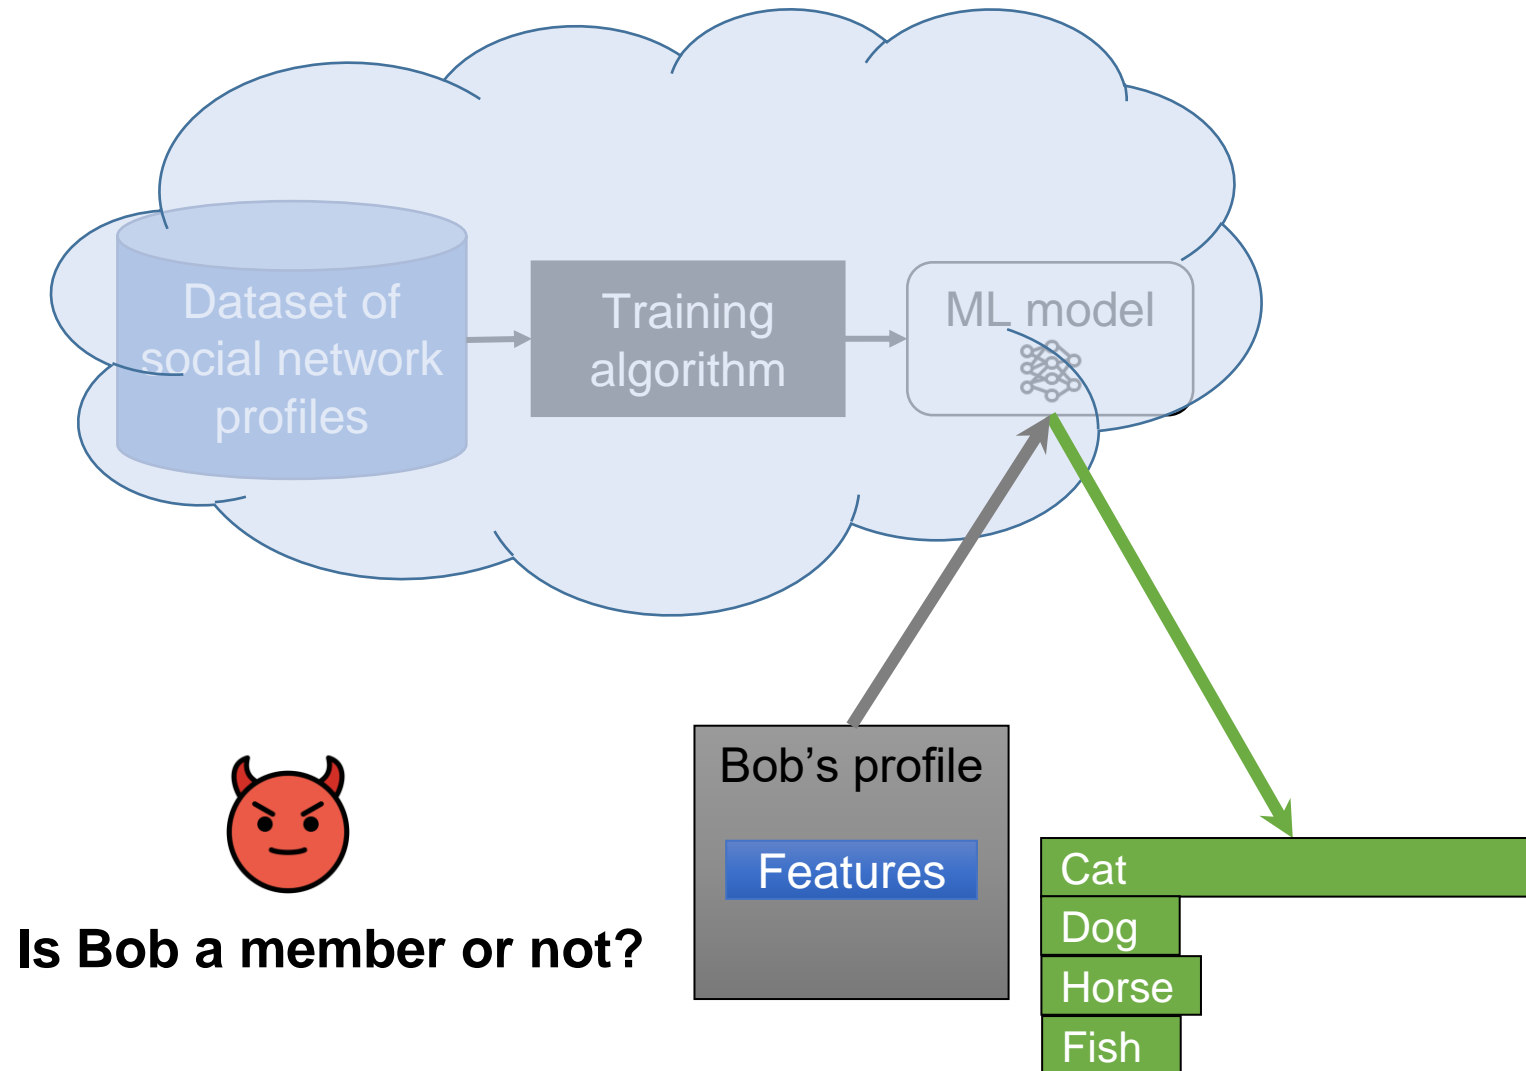 Dataset of
social network
profiles
Training
algorithm
ML model
Bob’s profile
Features
Is Bob a member or not?
Cat
Dog
Horse
Fish